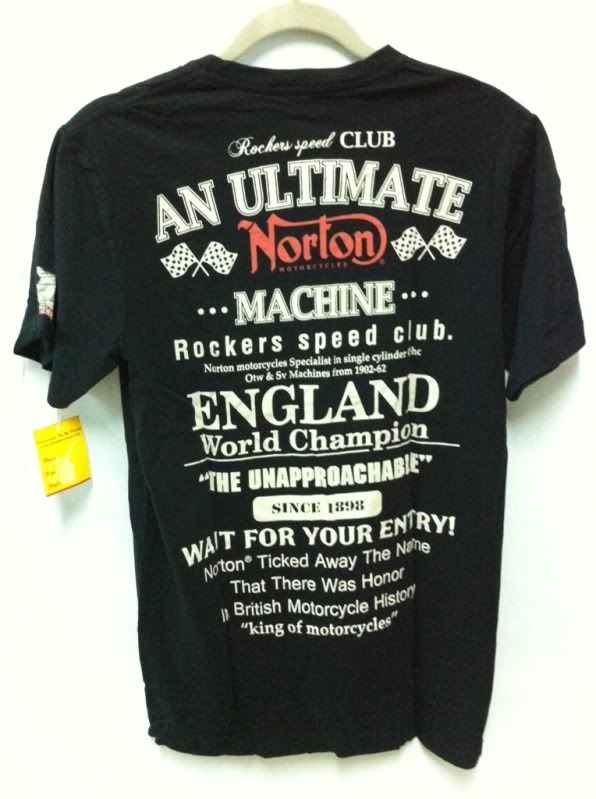 Rockers speed CLUB
AN ULTIMATE
Norton
MOTORCYCLES
MACHINE
Rockers speed club.
Norton motorcycles Specialist in single cylinder Ohc
Otw & Sv Machines from 1902-62
ENGLAND
World Champion
"THE UNAPPROACHABLE"
SINCE 1898
WAIT FOR YOUR ENTRY!
Norton® Ticked Away The Name
That There Was Honor
In British Motorcycle History
"king of motorcycles"